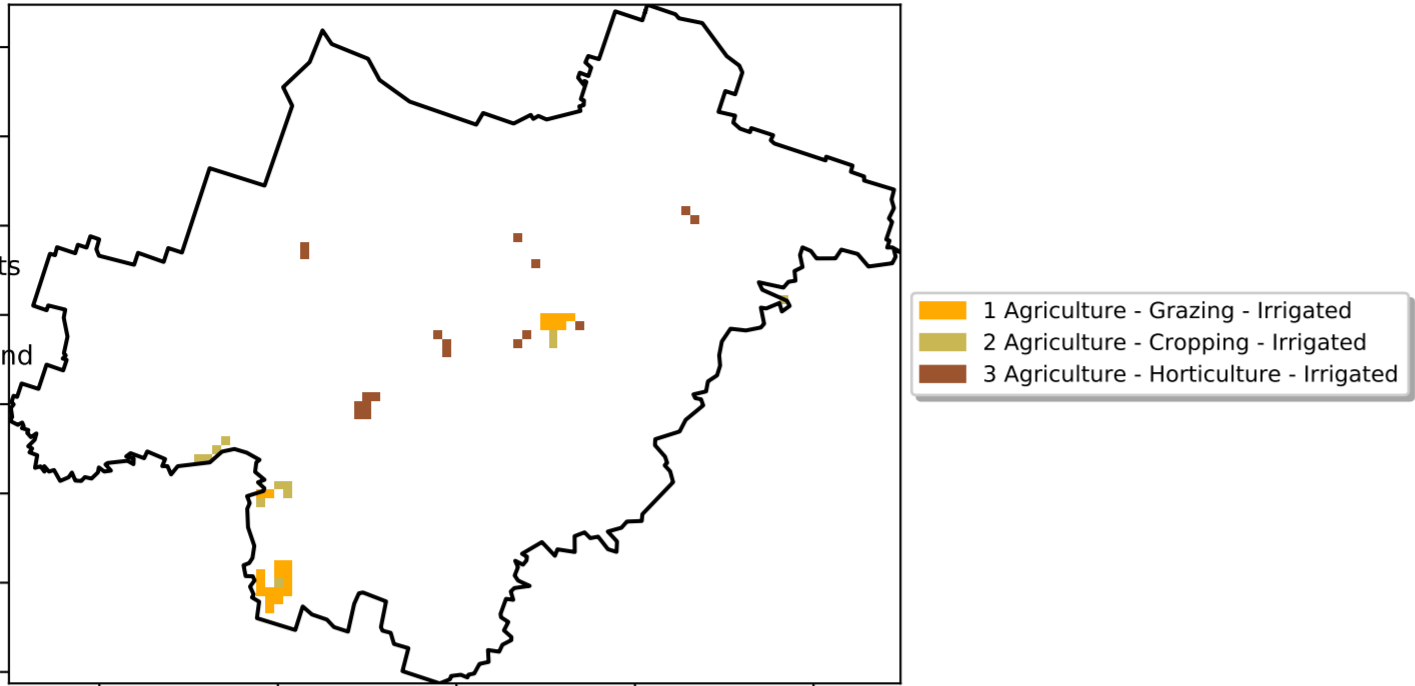 ts
nd
1 Agriculture - Grazing - Irrigated
2 Agriculture - Cropping - Irrigated
3 Agriculture - Horticulture - Irrigated